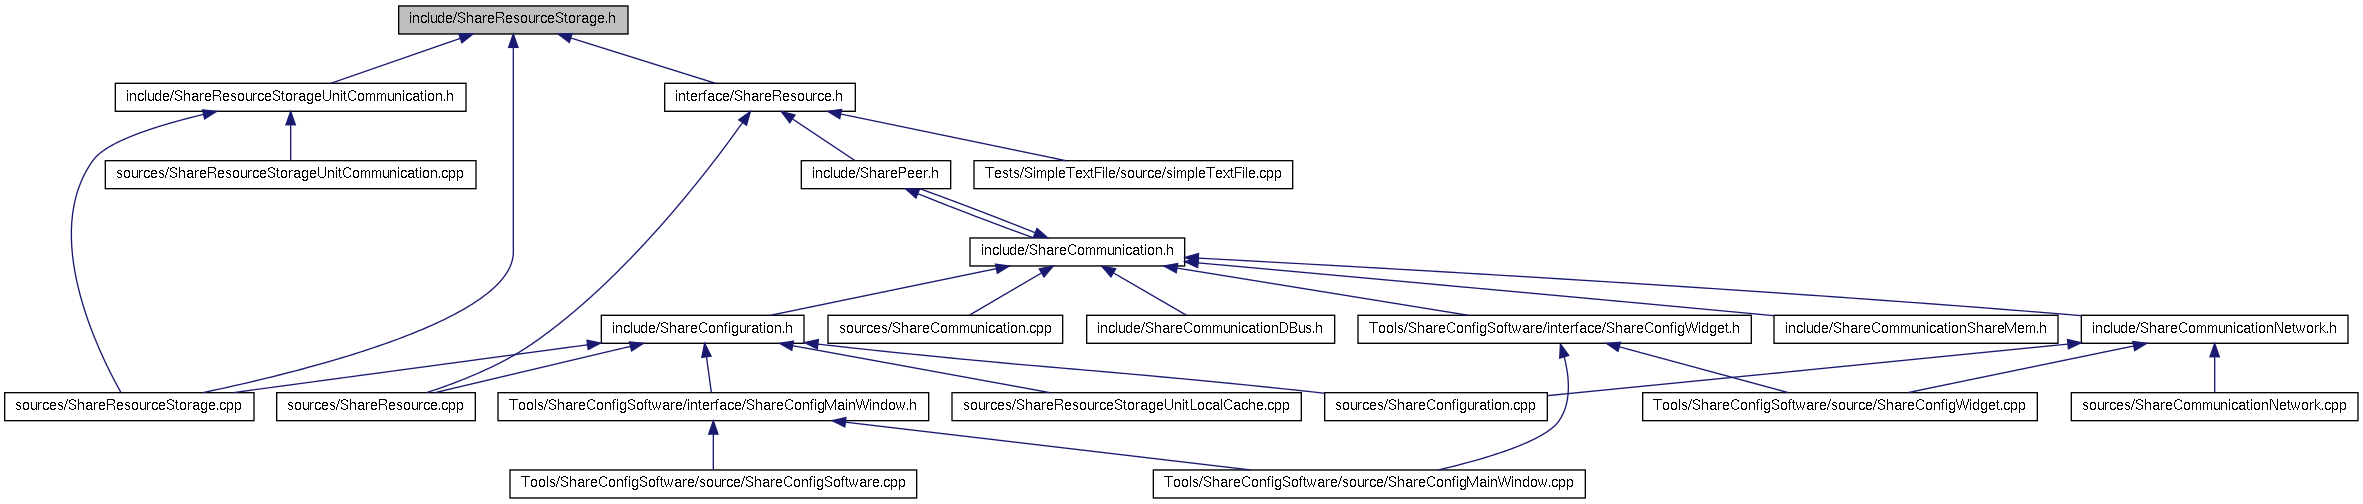 include/ShareResourceStorage.h
include/ShareResourceStorageUnitCommunication.h
interface/ShareResource.h
sources/ShareResourceStorageUnitCommunication.cpp
include/SharePeer.h
Tests/SimpleTextFile/source/simpleTextFile.cpp
include/ShareCommunication.h
include/ShareConfiguration.h
sources/ShareCommunication.cpp
include/ShareCommunicationDBus.h
Tools/ShareConfigSoftware/interface/ShareConfigWidget.h
include/ShareCommunicationShareMem.h
include/ShareCommunicationNetwork.h
sources/ShareResourceStorage.cpp
sources/ShareResource.cpp
Tools/ShareConfigSoftware/interface/ShareConfigMainWindow.h
sources/ShareResourceStorageUnitLocalCache.cpp
sources/ShareConfiguration.cpp
Tools/ShareConfigSoftware/source/ShareConfigWidget.cpp
sources/ShareCommunicationNetwork.cpp
Tools/ShareConfigSoftware/source/ShareConfigSoftware.cpp
Tools/ShareConfigSoftware/source/ShareConfigMainWindow.cpp